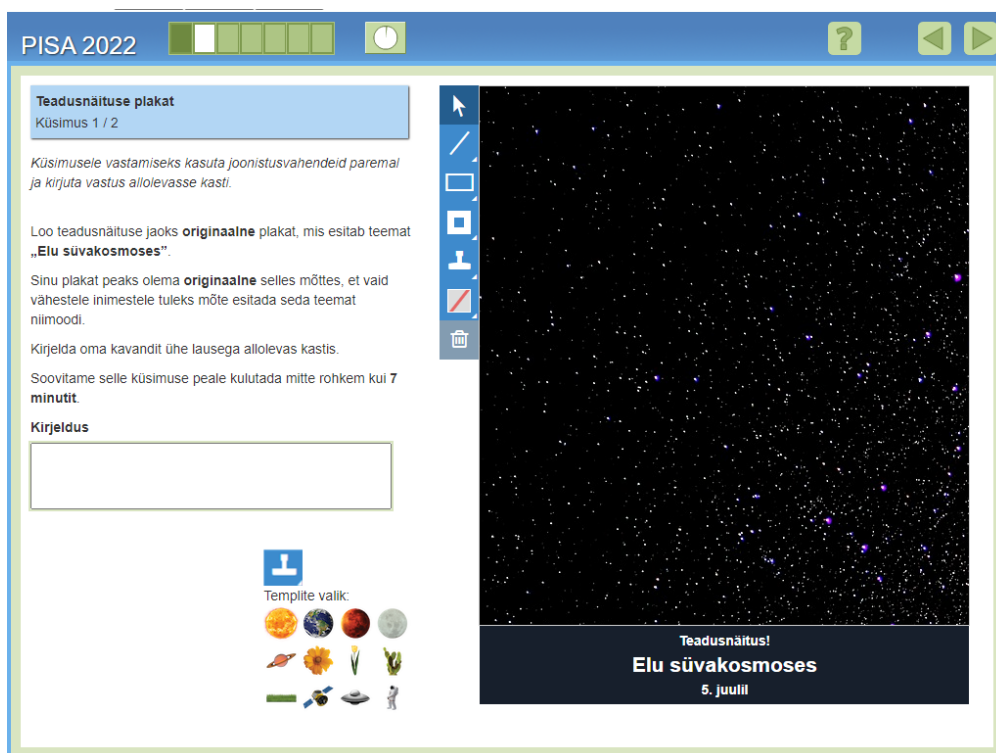 PISA 2022
?
Teadusnäituse plakat
Küsimus 1 / 2
Küsimusele vastamiseks kasuta joonistusvahendeid paremal
ja kirjuta vastus allolevasse kasti.
Loo teadusnäituse jaoks originaalne plakat, mis esitab teemat
„Elu süvakosmoses”.
Sinu plakat peaks olema originaalne selles mõttes, et vaid
vähestele inimestele tuleks mõte esitada seda teemat
niimoodi.
Kirjelda oma kavandit ühe lausega allolevas kastis.
Soovitame selle küsimuse peale kulutada mitte rohkem kui 7
minutit.
Kirjeldus
Templite valik:
Teadusnäitus!
Elu süvakosmoses
5. juulil